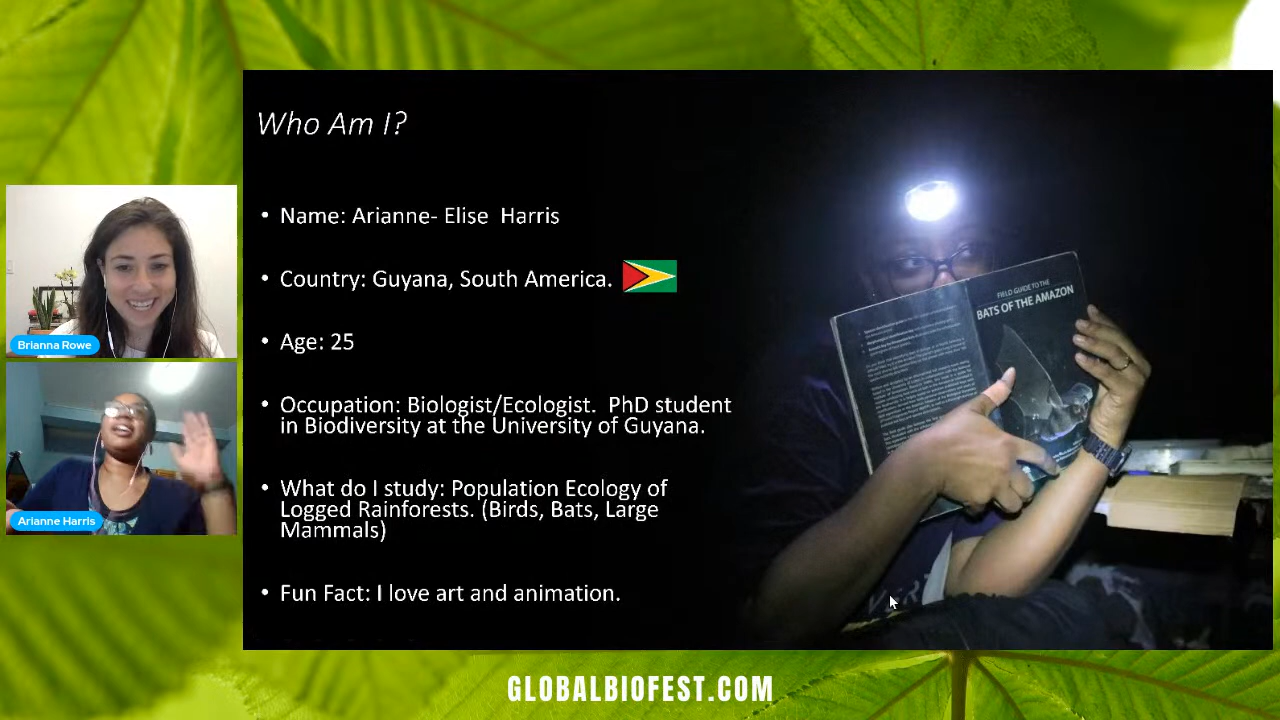 Who Am I?
• Name: Arianne- Elise  Harris
• Country: Guyana, South America.
• Age: 25
• Occupation: Biologist/Ecologist.  PhD student
in Biodiversity at the University of Guyana.
• What do I study: Population Ecology of
Logged Rainforests. (Birds, Bats, Large
Mammals)
• Fun Fact: I love art and animation.
FIELD GUIDE TO THE
BATS OF THE AMAZON
Brianna Rowe
Arianne Harris
GLOBALBIOFEST.COM